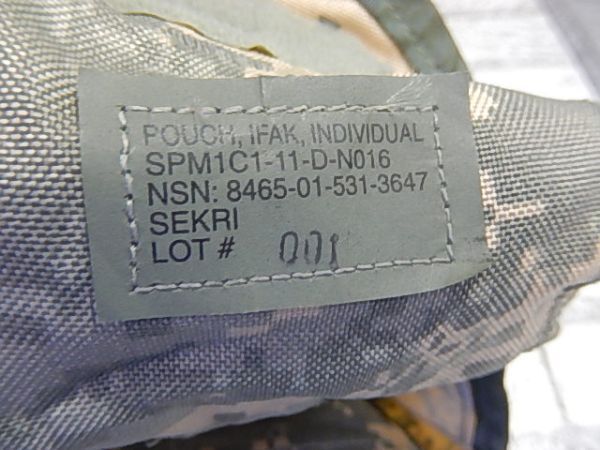 POUCH, IFAK, INDIVIDUAL
SPM1C1-11-D-N016
NSN: 8465-01-531-3647
SEKRI
LOT # 001